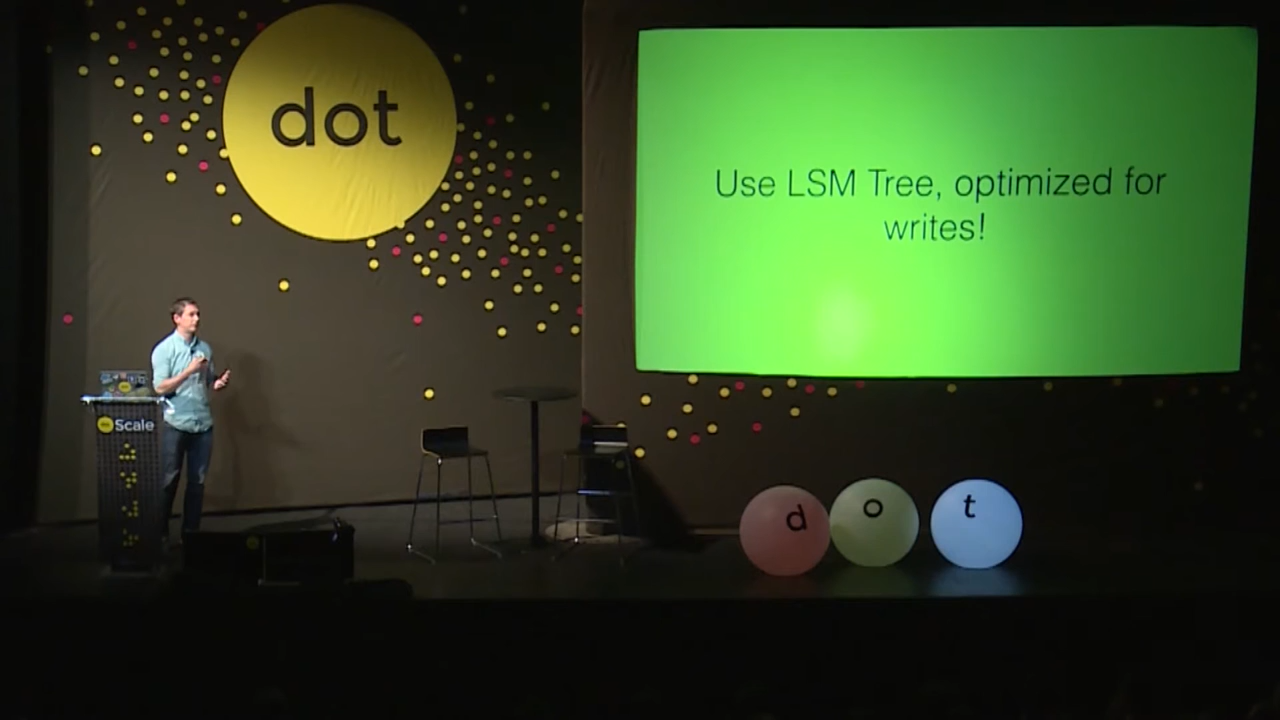 dot
Use LSM Tree, optimized for
writes!
Scale
d
o
t